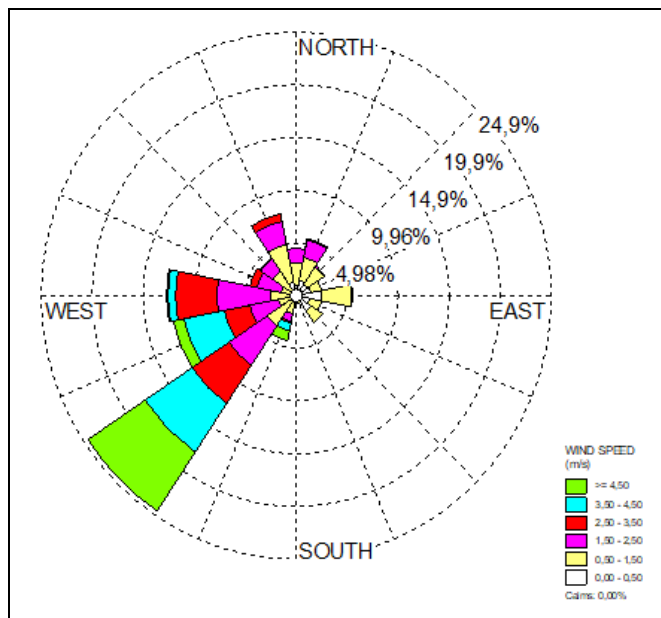 NORTH
24,9%
19,9%
14,9%
9,96%
4,98%
WEST
EAST
SOUTH
WIND SPEED
(m/s)
>= 4,50
3,50 - 4,50
2,50 - 3,50
1,50 - 2,50
0,50 - 1,50
0,00 - 0,50
Calms: 0,00%